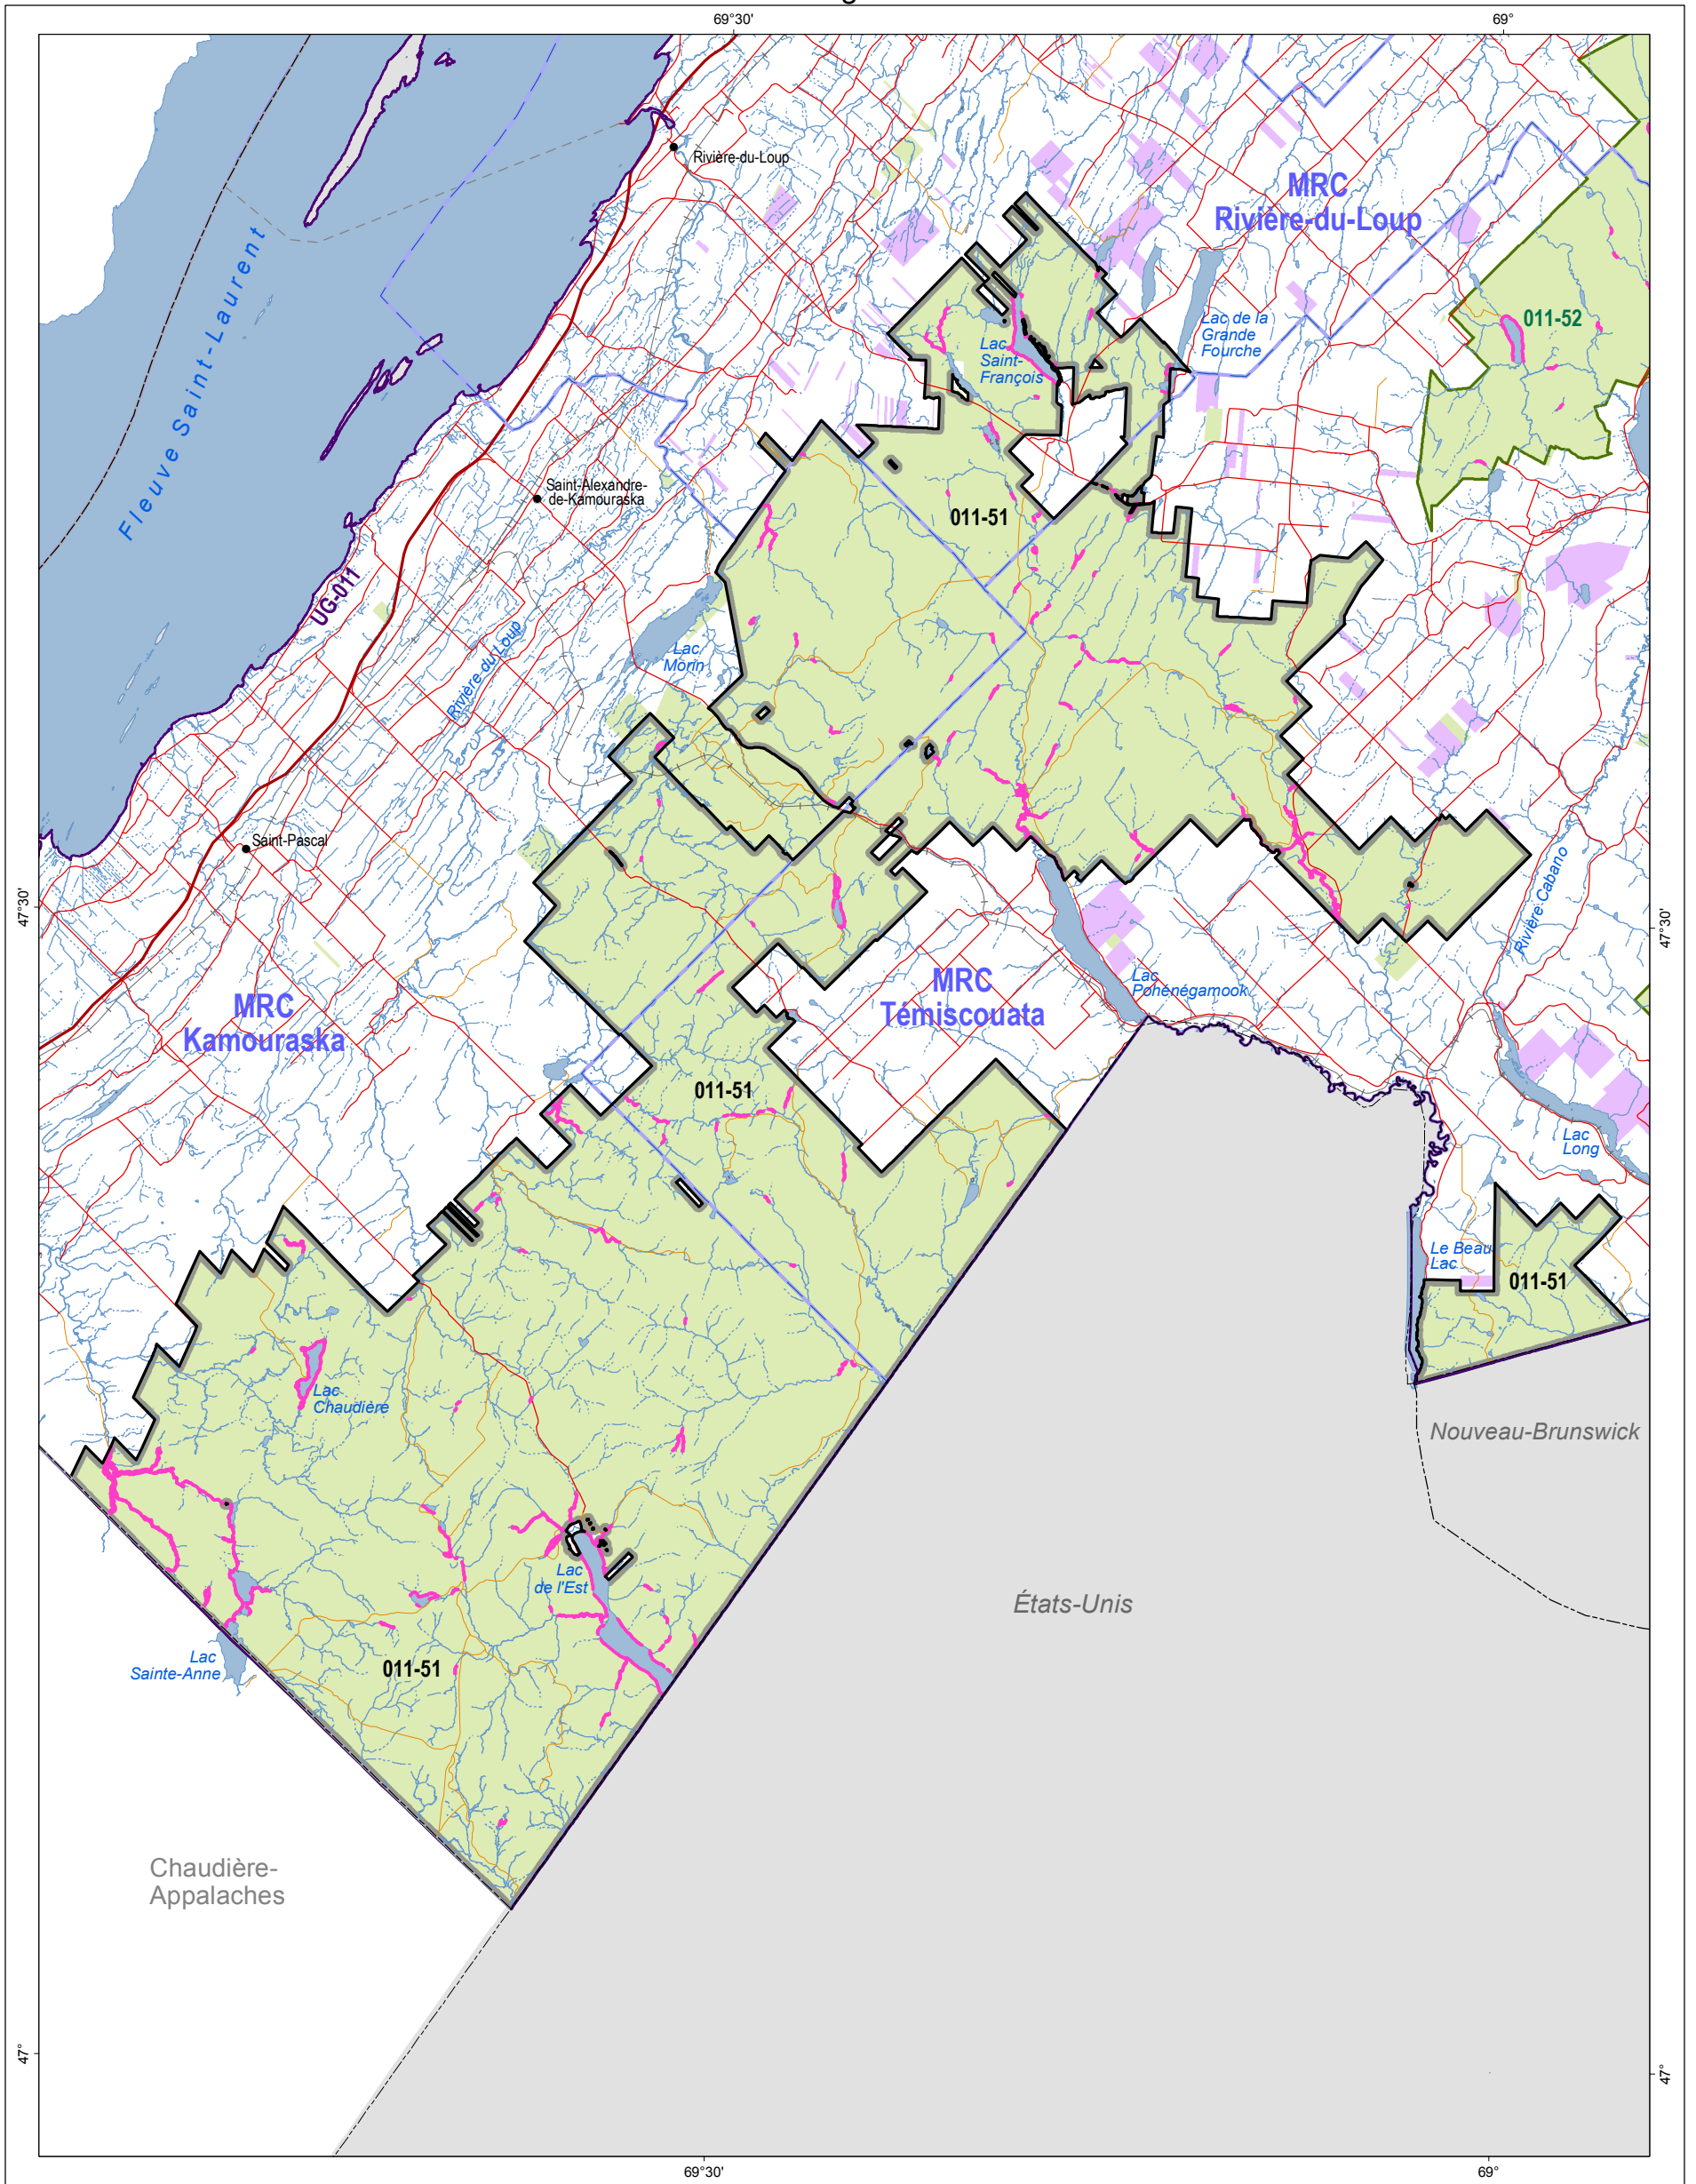 69°30'
69°
Rivière-du-Loup
MRC
Rivière-du-Loup
Fleuve Saint-Laurent
011-52
Lac de la
Grande
Fourche
Lac
Saint-
François
Saint-Alexandre-
de-Kamouraska
011-51
UG-011
Rivière du Loup
Lac
Morin
Saint-Pascal
47°30'
47°30'
Rivière Cabano
MRC
Témiscouata
Lac
Pohénégamook
MRC
Kamouraska
011-51
Lac
Long
Le Beau
Lac
011-51
Lac
Chaudière
Nouveau-Brunswick
Lac
de l'Est
États-Unis
Lac
Sainte-Anne
011-51
Chaudière-
Appalaches
47°
47°
69°30'
69°